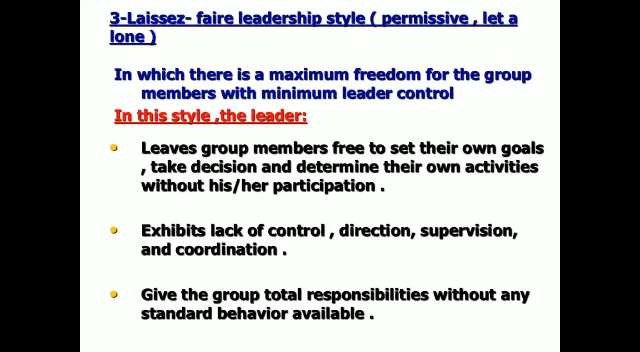 3-Laissez- faire leadership style ( permissive , let a
lone )
In which there is a maximum freedom for the group
members with minimum leader control
In this style ,the leader:
• Leaves group members free to set their own goals
, take decision and determine their own activities
without his/her participation .
• Exhibits lack of control , direction, supervision,
and coordination .
• Give the group total responsibilities without any
standard behavior available .